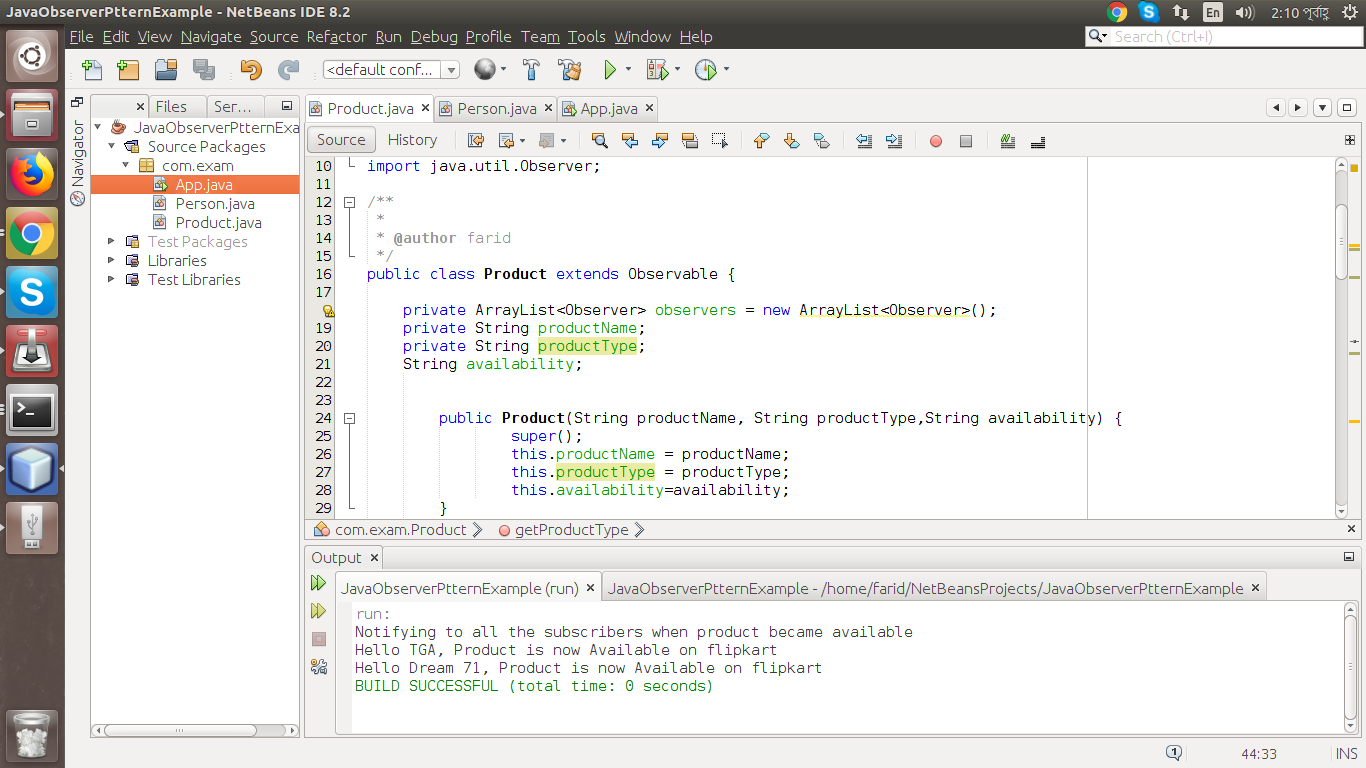 JavaObserverPtternExample - NetBeans IDE 8.2
En
2:10 পূর্বাহ্ণ
File Edit View Navigate Source Refactor Run Debug Profile Team Tools Window Help
Search (Ctrl+I)
<default conf...
Files
Ser...
Navigator
JavaObserverPtternExa
Source Packages
com.exam
App.java
Person.java
Product.java
Test Packages
Libraries
Test Libraries
Product.java
Person.java
App.java
Source
History
10 import java.util.Observer;
11
12 /**
13 *
14 * @author farid
15 */
16 public class Product extends Observable {
17
private ArrayList<Observer> observers = new ArrayList<Observer>();
19 private String productName;
20 private String productType;
21 String availability;
22
23
24 public Product(String productName, String productType,String availability) {
25 super();
26 this.productName = productName;
27 this.productType = productType;
28 this.availability=availability;
29 }
com.exam.Product
getProductType
Output
JavaObserverPtternExample (run)
JavaObserverPtternExample - /home/farid/NetBeansProjects/JavaObserverPtternExample
run:
Notifying to all the subscribers when product became available
Hello TGA, Product is now Available on flipkart
Hello Dream 71, Product is now Available on flipkart
BUILD SUCCESSFUL (total time: 0 seconds)
1
44:33
INS